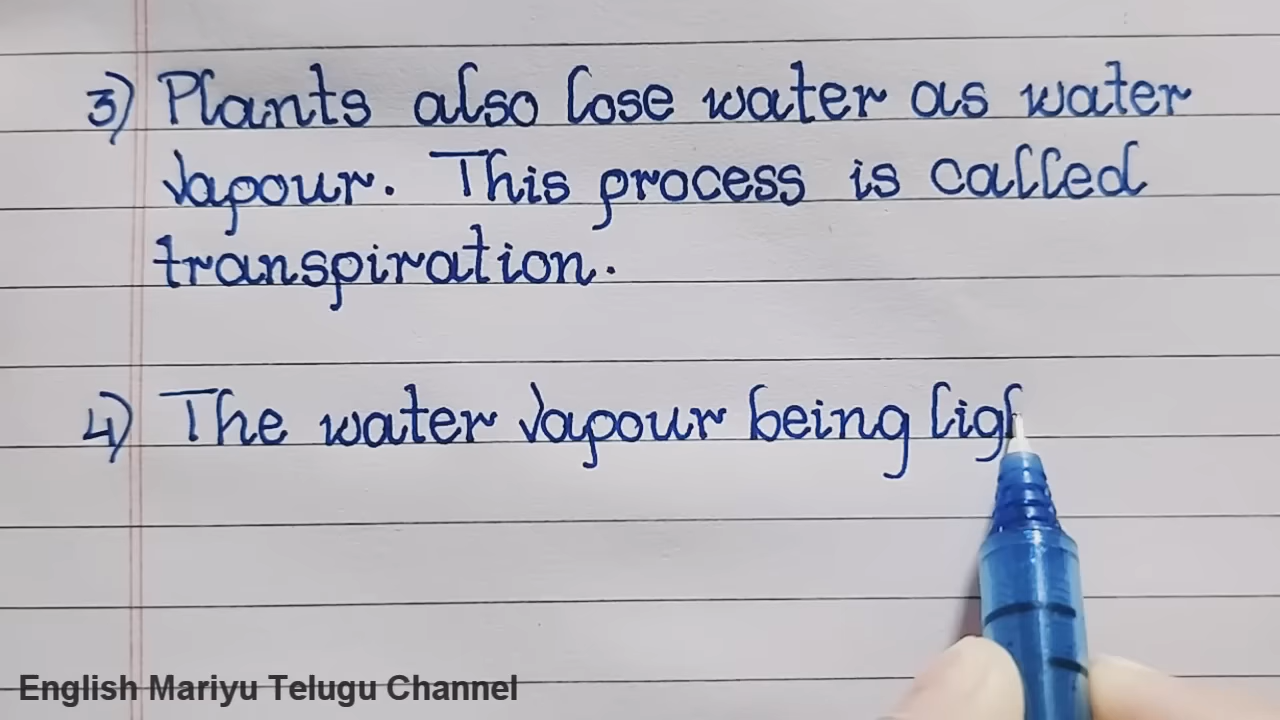 3) Plants also lose water as water
vapour. This process is called
transpiration.
4) The water vapour being ligh
English Mariyu Telugu Channel